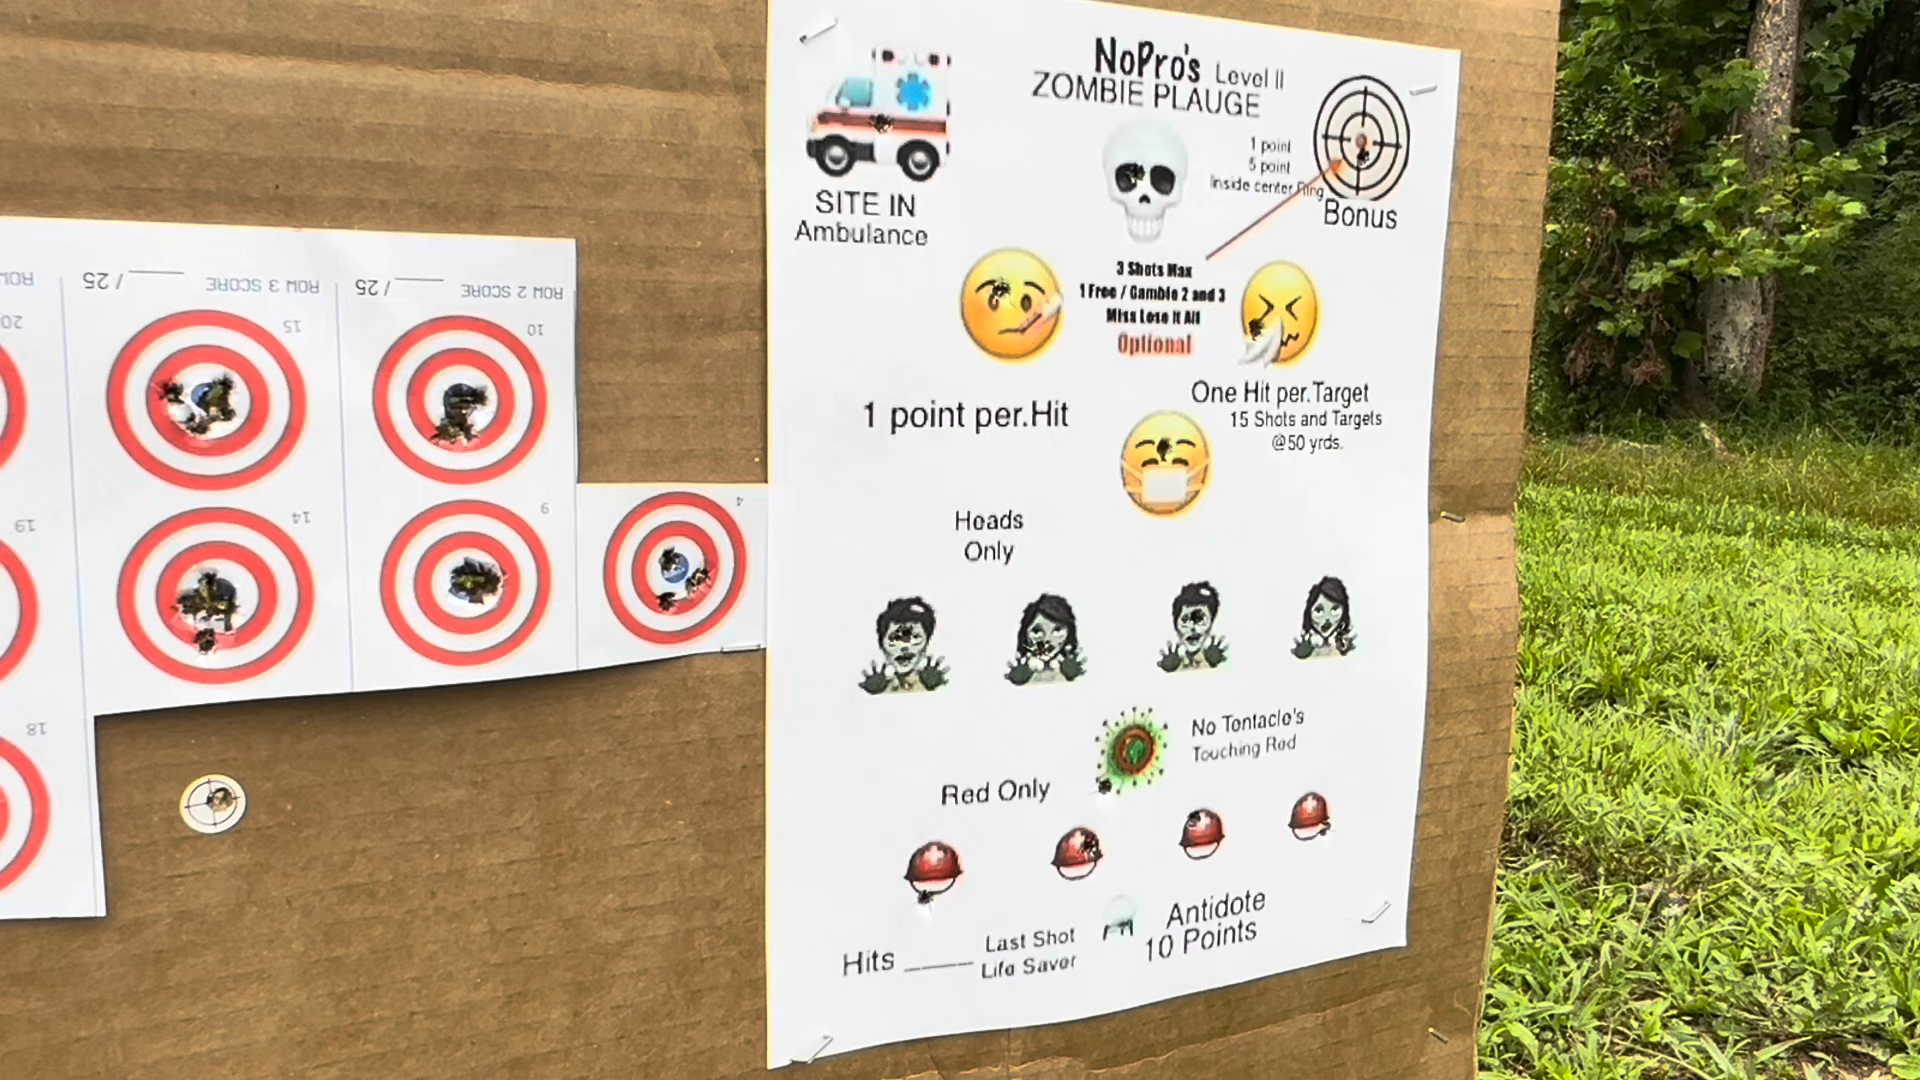 NoPro's Level II
ZOMBIE PLAUGE
1 point
5 point
Inside center Ring
Bonus
SITE IN
Ambulance
3 Shots Max
1 Free / Gamble 2 and 3
Miss Lose It All
Optional
1 point per.Hit
One Hit per.Target
15 Shots and Targets
@50 yrds.
Heads
Only
No Tentacle's
Touching Red
Red Only
Antidote
10 Points
Last Shot
Life Saver
Hits ____
ROW 2 SCORE ____ / 25
ROW 3 SCORE ____ / 25
ROW
10
15
20
4
9
14
19
18